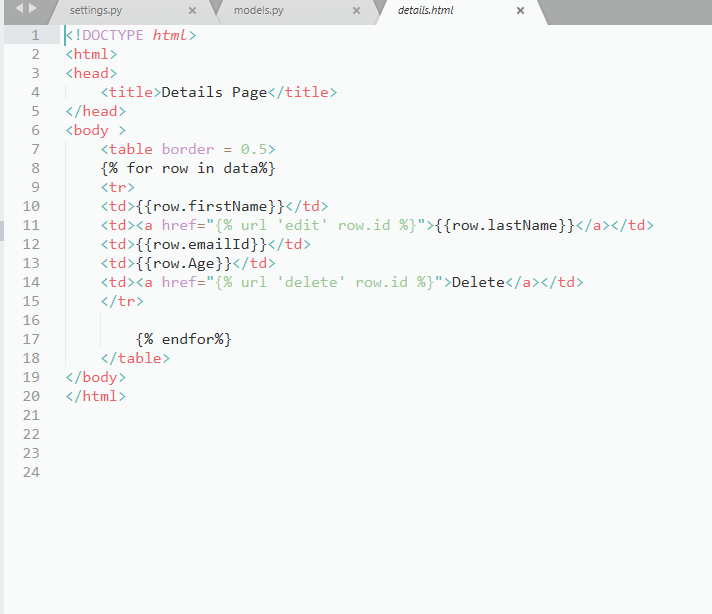 settings.py × models.py × details.html ×
1 <!DOCTYPE html>
2 <html>
3 <head>
4     <title>Details Page</title>
5 </head>
6 <body >
7     <table border = 0.5>
8     {% for row in data%}
9     <tr>
10     <td>{{row.firstName}}</td>
11     <td><a href="{% url 'edit' row.id %}">{{row.lastName}}</a></td>
12     <td>{{row.emailId}}</td>
13     <td>{{row.Age}}</td>
14     <td><a href="{% url 'delete' row.id %}">Delete</a></td>
15     </tr>
16
17         {% endfor%}
18     </table>
19 </body>
20 </html>
21
22
23
24